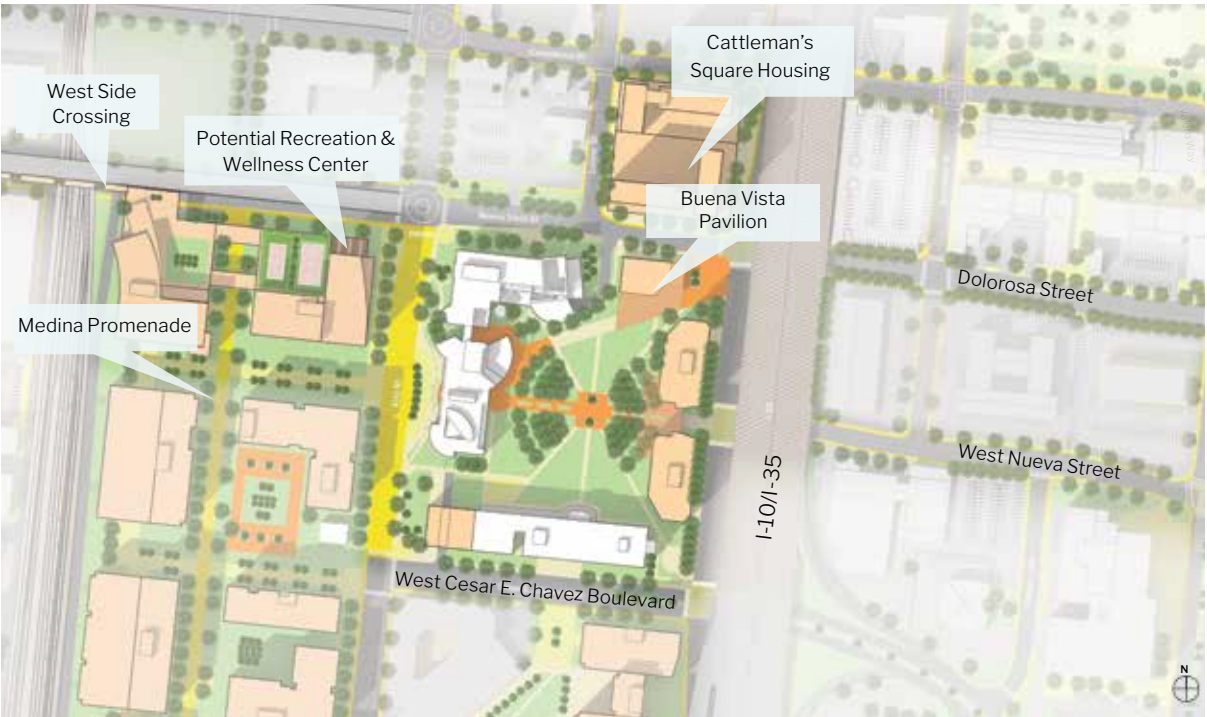 Cattleman’s
Square Housing
West Side
Crossing
Potential Recreation &
Wellness Center
Buena Vista
Pavilion
Dolorosa Street
Medina Promenade
West Nueva Street
I-10/I-35
West Cesar E. Chavez Boulevard
N